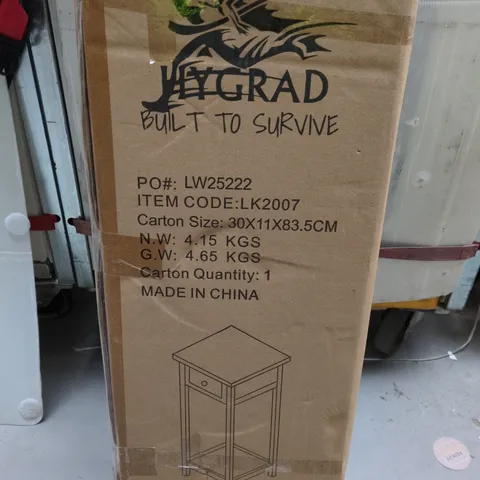 HYGRAD
BUILT TO SURVIVE
PO#: LW25222
ITEM CODE:LK2007
Carton Size: 30X11X83.5CM
N.W: 4.15 KGS
G.W: 4.65 KGS
Carton Quantity: 1
MADE IN CHINA